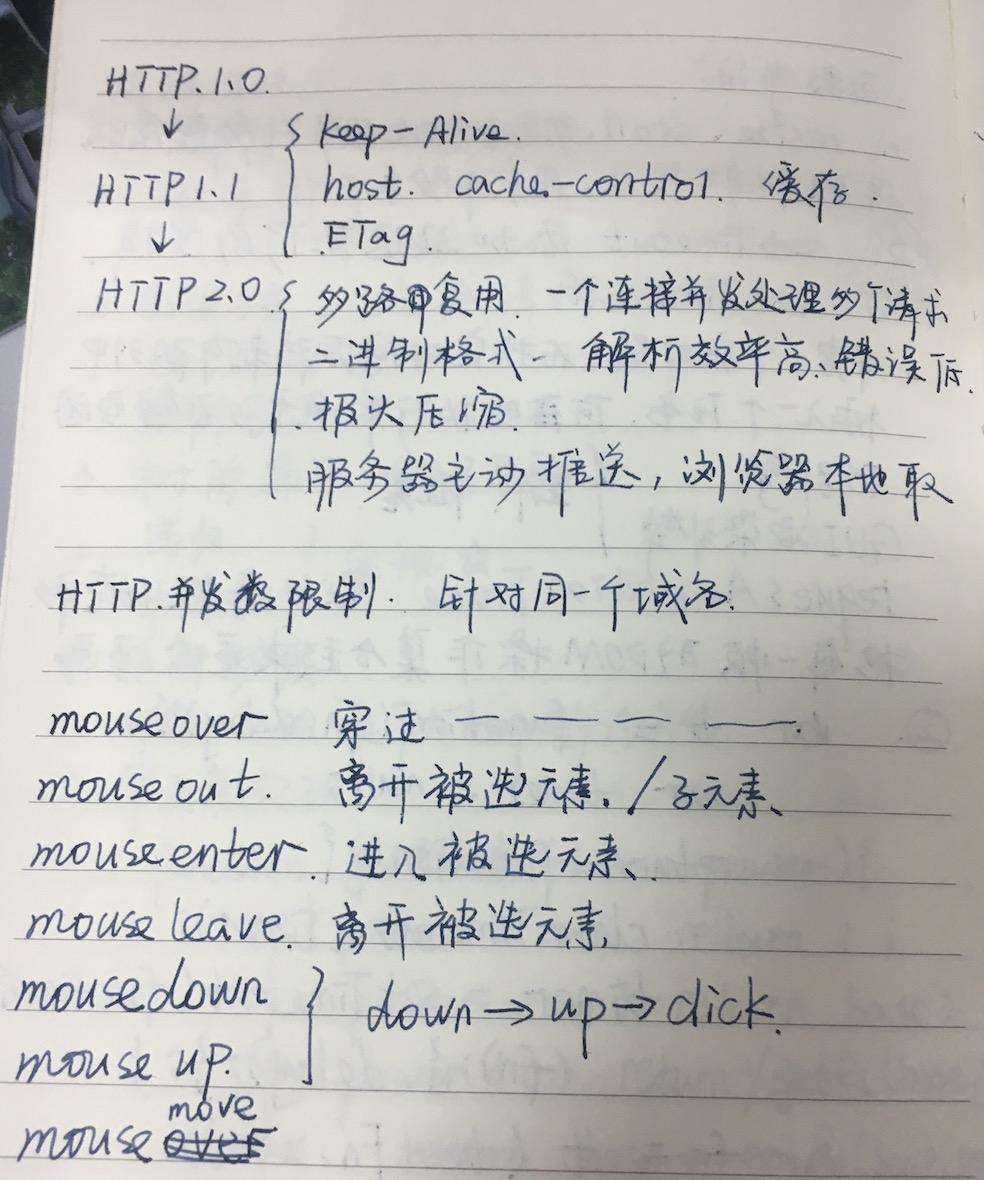 HTTP.1.0.
↓
keep-Alive.
HTTP1.1 { host. cache-control. 缓存.
↓
ETag.
HTTP2.0 { 多路复用. 一个连接并发处理多个请求
二进制格式. 解析效率高、错误低.
报头压缩.
服务器主动推送, 浏览器本地取
HTTP.并发数限制. 针对同一个域名.
mouseover 穿过 — — — —.
mouseout. 离开被选元素. / 子元素、
mouseenter. 进入被选元素、
mouseleave. 离开被选元素.
mousedown } down → up → click.
mouse up.
mouse move